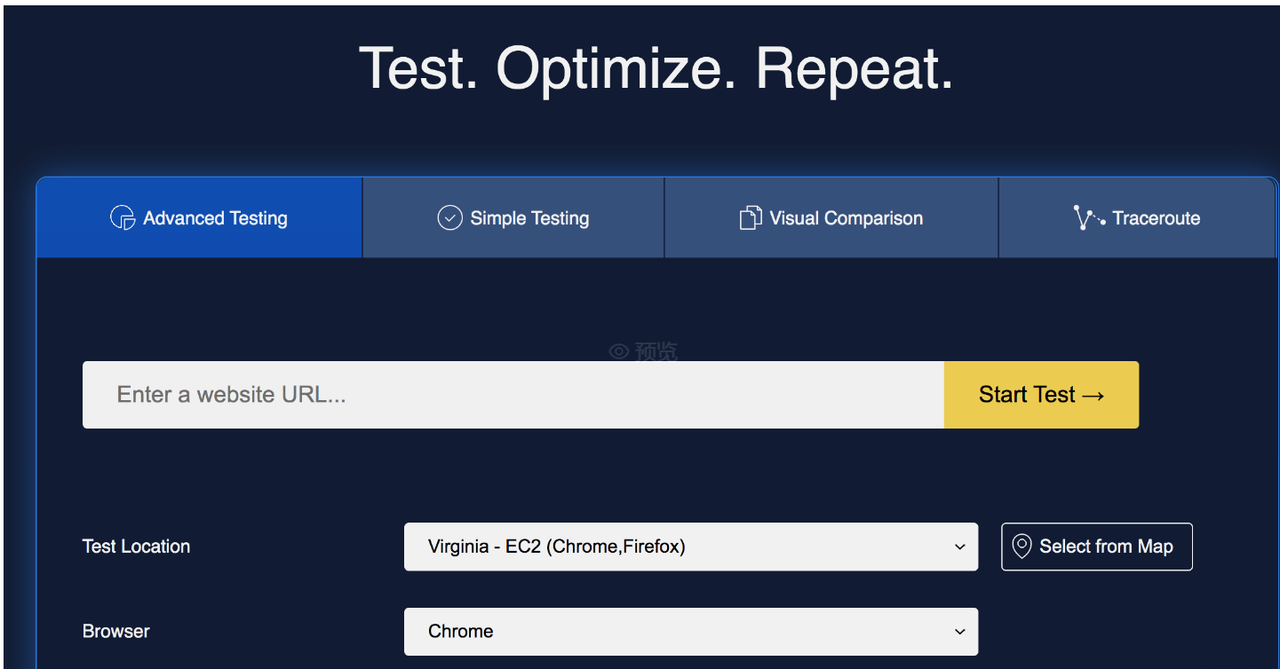 Test. Optimize. Repeat.
Advanced Testing
Simple Testing
Visual Comparison
Traceroute
预览
Enter a website URL...
Start Test →
Test Location
Virginia - EC2 (Chrome,Firefox)
Select from Map
Browser
Chrome